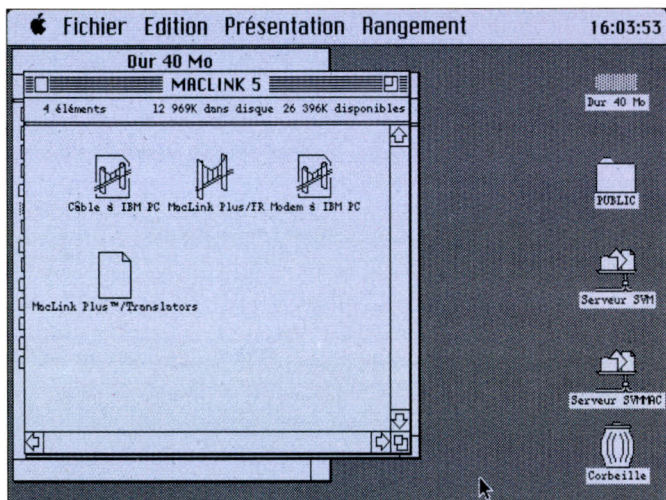 Fichier Edition Présentation Rangement 16:03:53
Dur 40 Mo
MACLINK 5
4 éléments 12 969K dans disque 26 396K disponibles
Câble à IBM PC MacLink Plus/TR Modem à IBM PC
MacLink Plus™/Translators
Dur 40 Mo
PUBLIC
Serveur SVM
Serveur SVMMAC
Corbeille